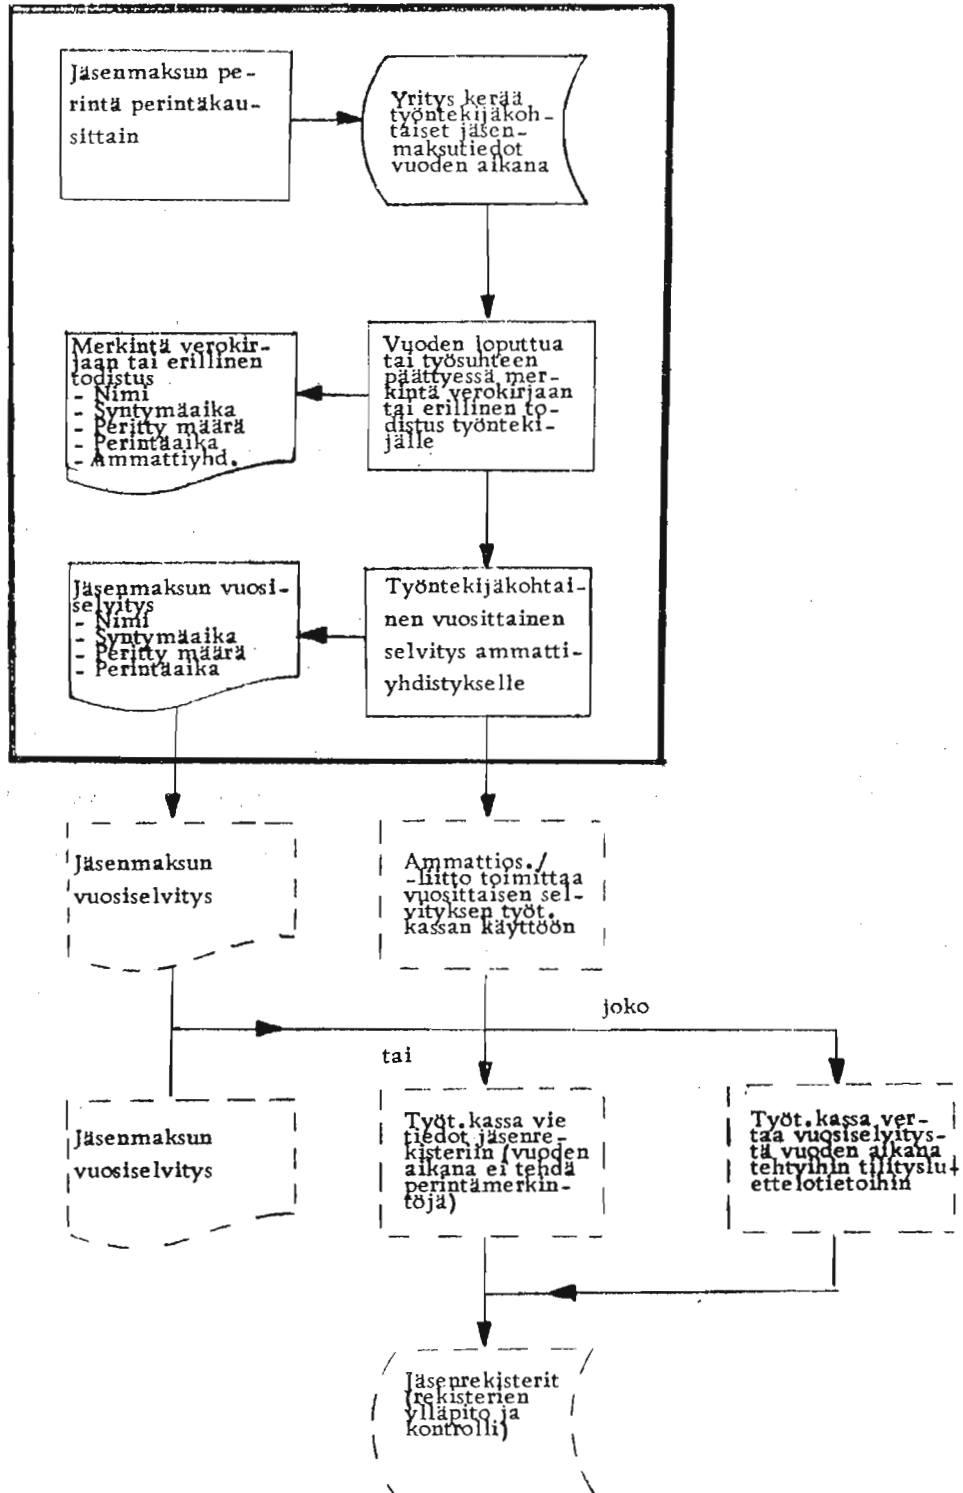 Jäsenmaksun pe-
rintä perintäkau-
sittain
Yritys kerää
työntekijäkoh-
taiset jäsen-
maksutiedot
vuoden aikana
Merkintä verokir-
jaan tai erillinen
todistus
- Nimi
- Syntymäaika
- Peritty määrä
- Perintäaika
- Ammattiyhd.
Vuoden loputtua
tai työsuhteen
päättyessä mer-
kintä verokirjaan
tai erillinen to-
distus työnteki-
jälle
Jäsenmaksun vuosi-
selvitys
- Nimi
- Syntymäaika
- Peritty määrä
- Perintäaika
Työntekijäkohtai-
nen vuosittainen
selvitys ammatti-
yhdistykselle
Jäsenmaksun
vuosiselvitys
Ammattios./
-liitto toimittaa
vuosittaisen sel-
vityksen työt.
kassan käyttöön
joko
tai
Jäsenmaksun
vuosiselvitys
Työt.kassa vie
tiedot jäsenre-
kisteriin (vuoden
aikana ei tehdä
perintämerkin-
töjä)
Työt.kassa ver-
taa vuosiselvitys-
tä vuoden aikana
tehtyihin tilityslu-
ettelotietoihin
Jäsenrekisterit
(rekisterien
ylläpito ja
kontrolli)